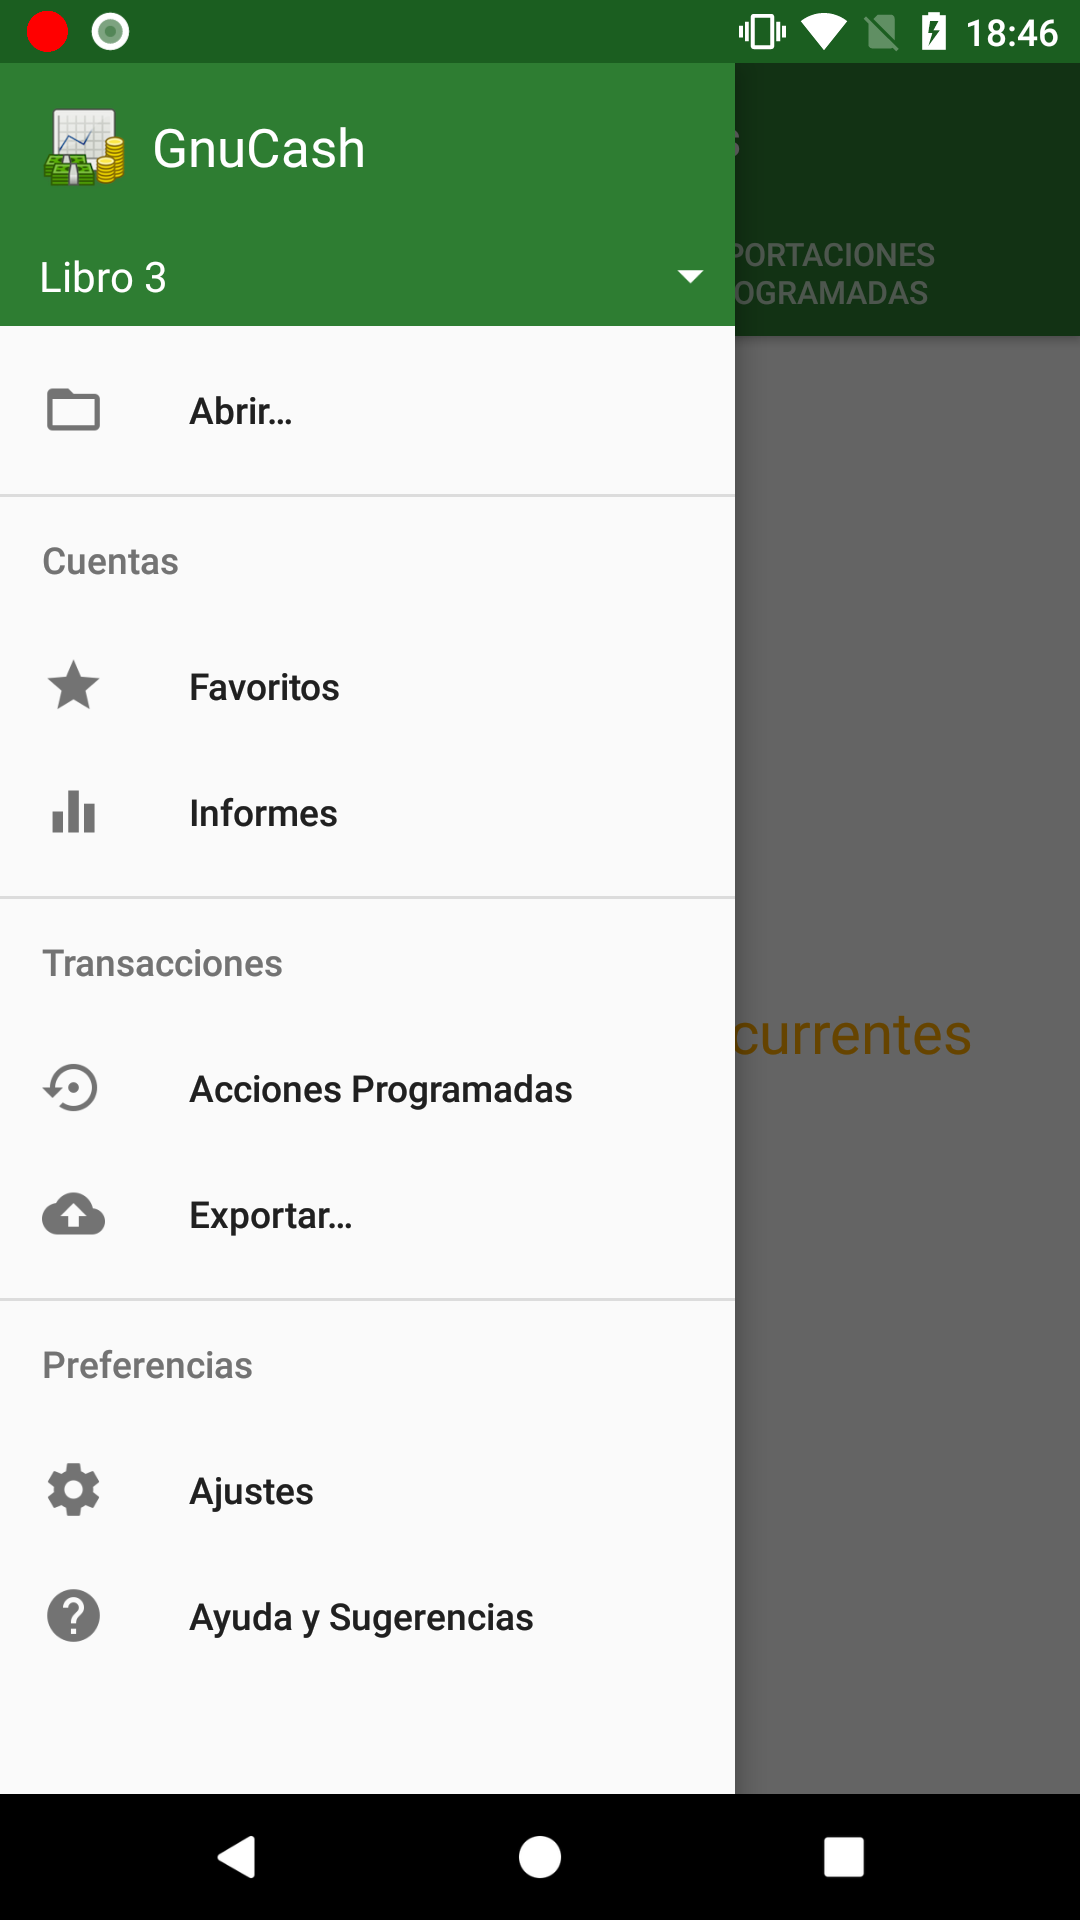 18:46
GnuCash
Libro 3
PORTACIONES
OGRAMADAS
Abrir...
Cuentas
Favoritos
Informes
Transacciones
currentes
Acciones Programadas
Exportar...
Preferencias
Ajustes
Ayuda y Sugerencias